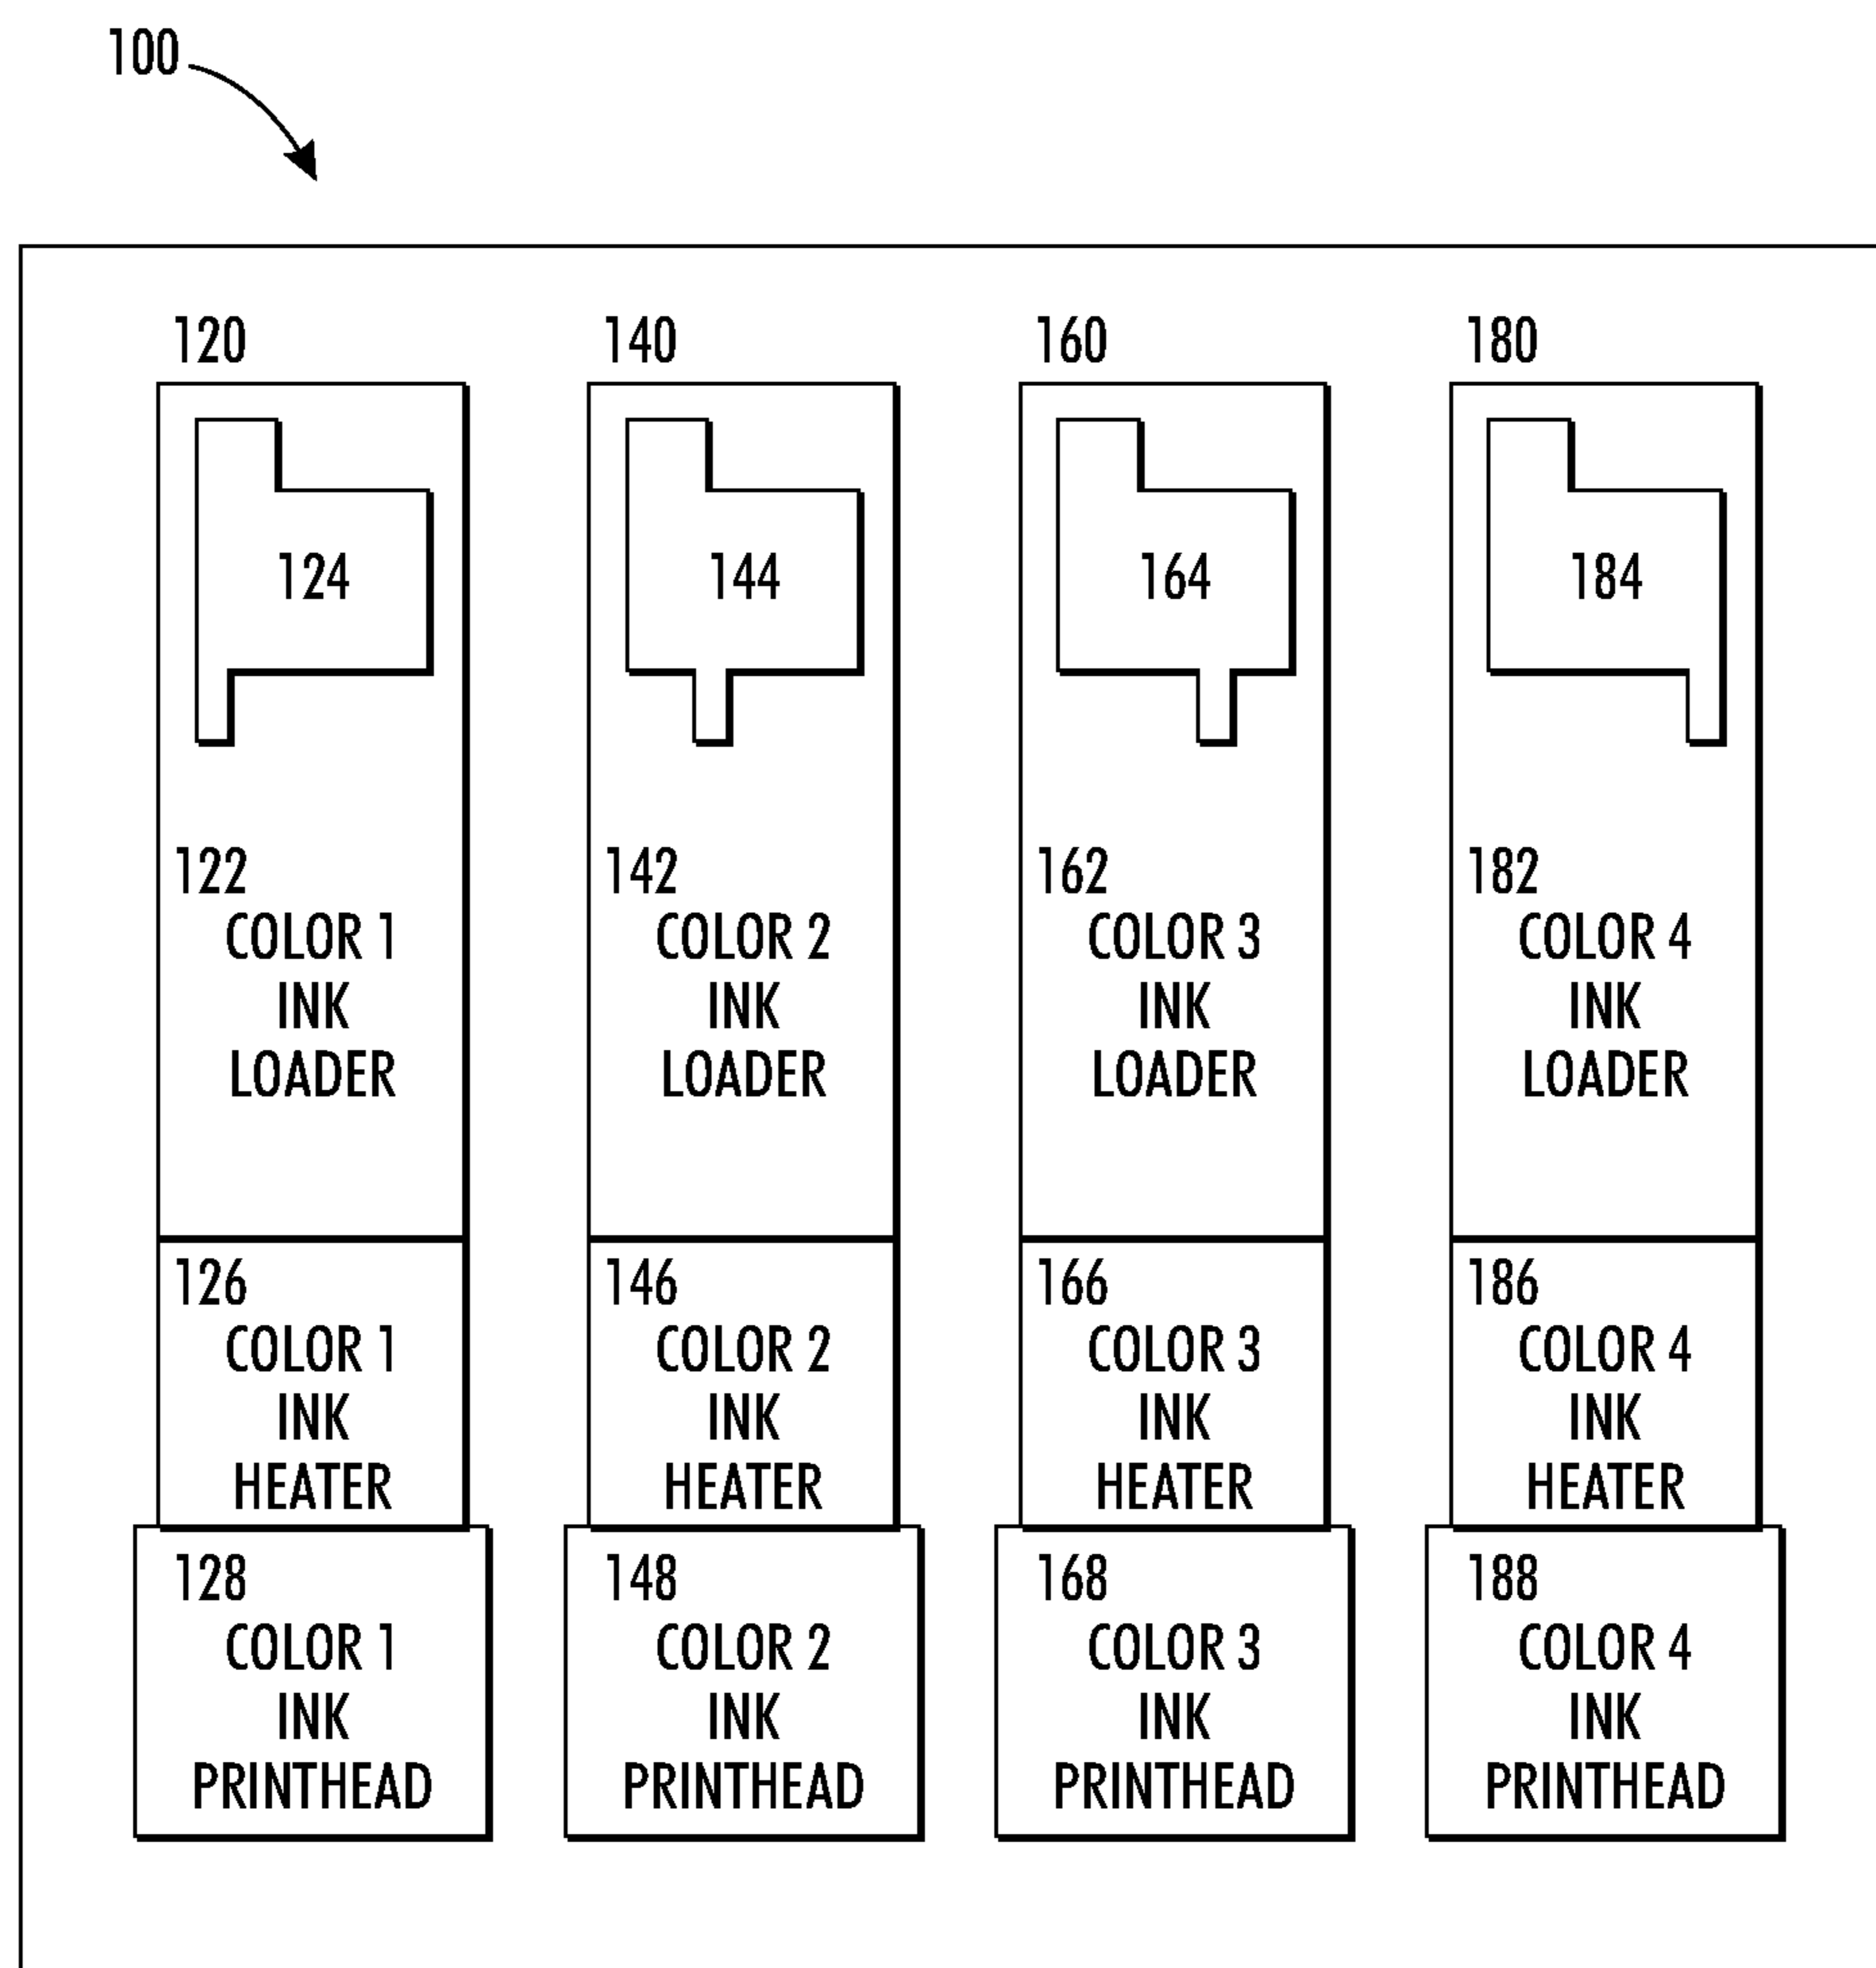 100
120 140 160 180
124 144 164 184
122 142 162 182
COLOR 1 COLOR 2 COLOR 3 COLOR 4
INK INK INK INK
LOADER LOADER LOADER LOADER
126 146 166 186
COLOR 1 COLOR 2 COLOR 3 COLOR 4
INK INK INK INK
HEATER HEATER HEATER HEATER
128 148 168 188
COLOR 1 COLOR 2 COLOR 3 COLOR 4
INK INK INK INK
PRINTHEAD PRINTHEAD PRINTHEAD PRINTHEAD